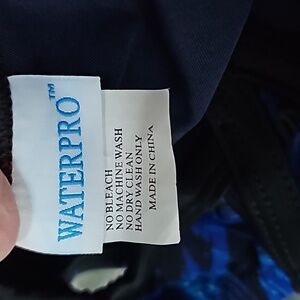 WATERPRO™
NO BLEACH
NO MACHINE WASH
NO DRY CLEAN
HAND WASH ONLY
MADE IN CHINA